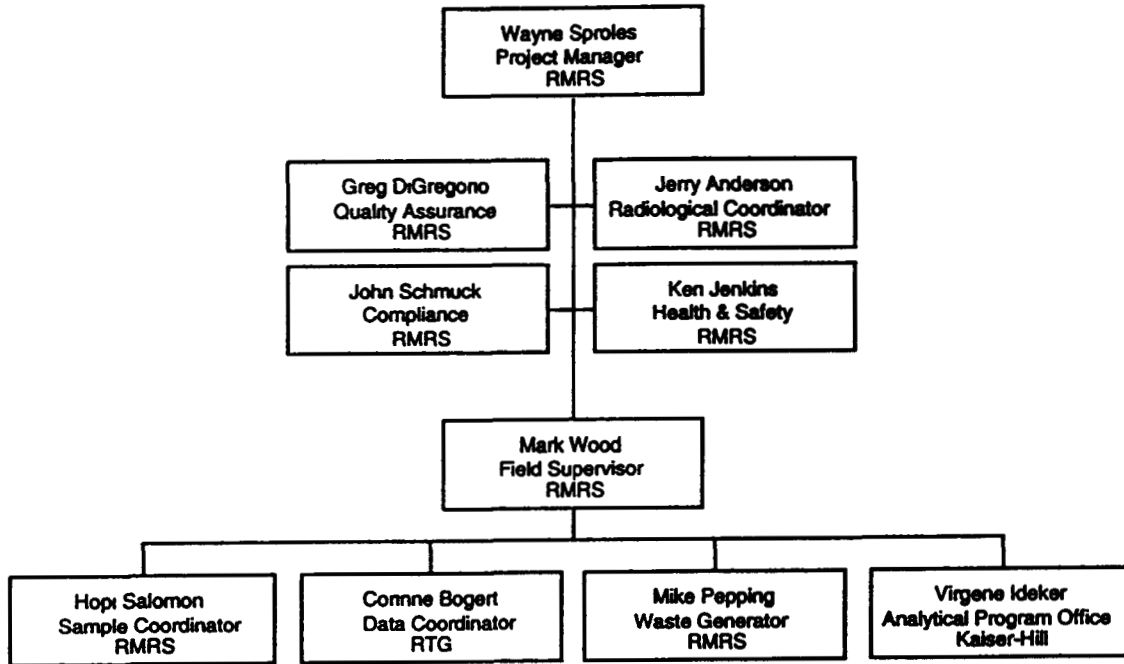 Wayne Sproles
Project Manager
RMRS
Greg DiGregono
Quality Assurance
RMRS
Jerry Anderson
Radiological Coordinator
RMRS
John Schmuck
Compliance
RMRS
Ken Jenkins
Health & Safety
RMRS
Mark Wood
Field Supervisor
RMRS
Hopi Salomon
Sample Coordinator
RMRS
Corinne Bogert
Data Coordinator
RTG
Mike Pepping
Waste Generator
RMRS
Virgene Ideker
Analytical Program Office
Kaiser-Hill